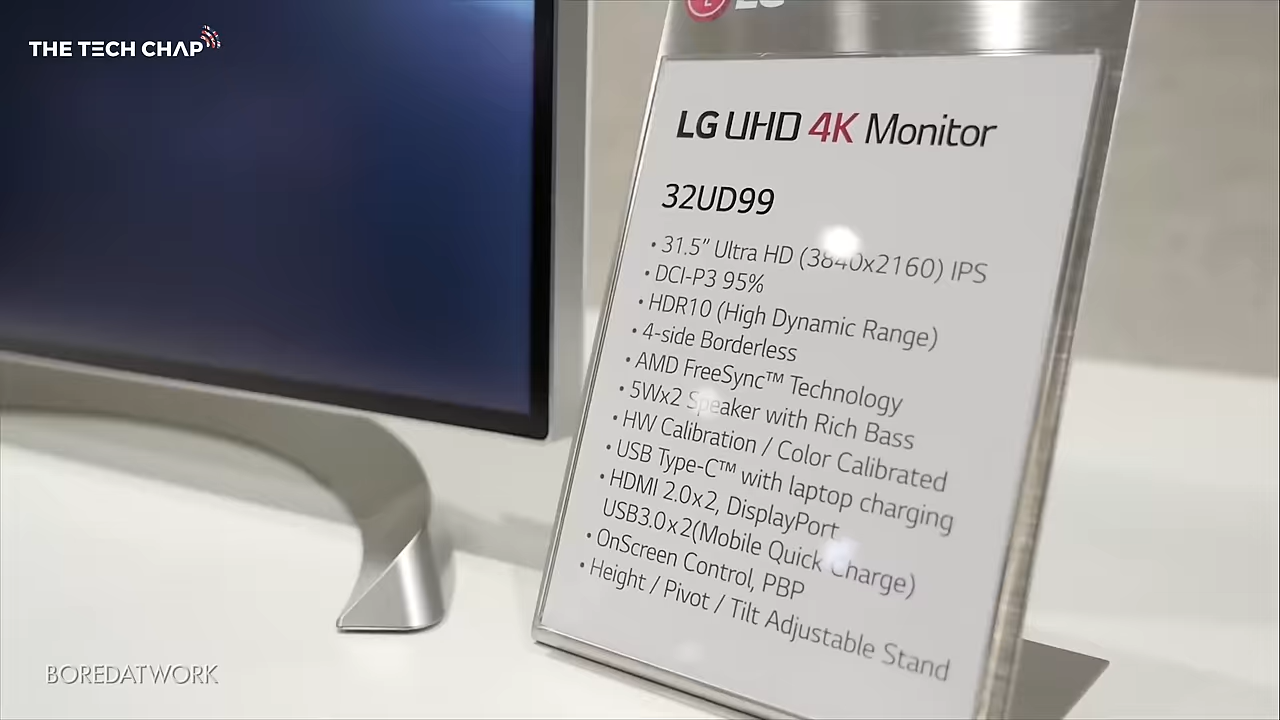 THE TECH CHAP
LG
LG UHD 4K Monitor
32UD99
• 31.5” Ultra HD (3840x2160) IPS
• DCI-P3 95%
• HDR10 (High Dynamic Range)
• 4-side Borderless
• AMD FreeSync™ Technology
• 5Wx2 Speaker with Rich Bass
• HW Calibration / Color Calibrated
• USB Type-C™ with laptop charging
• HDMI 2.0x2, DisplayPort
USB3.0x2(Mobile Quick Charge)
• OnScreen Control, PBP
• Height / Pivot / Tilt Adjustable Stand
BOREDATWORK